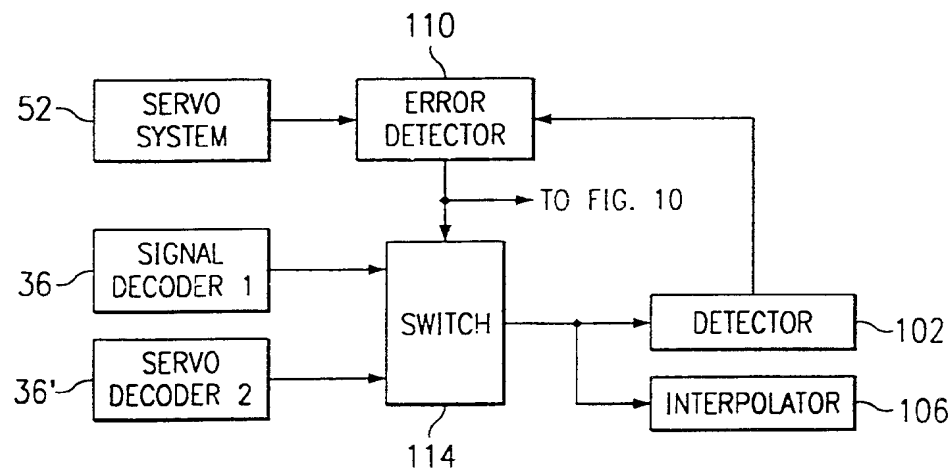 110
52
SERVO
SYSTEM
ERROR
DETECTOR
TO FIG. 10
36
SIGNAL
DECODER 1
SWITCH
DETECTOR
102
36'
SERVO
DECODER 2
INTERPOLATOR
106
114